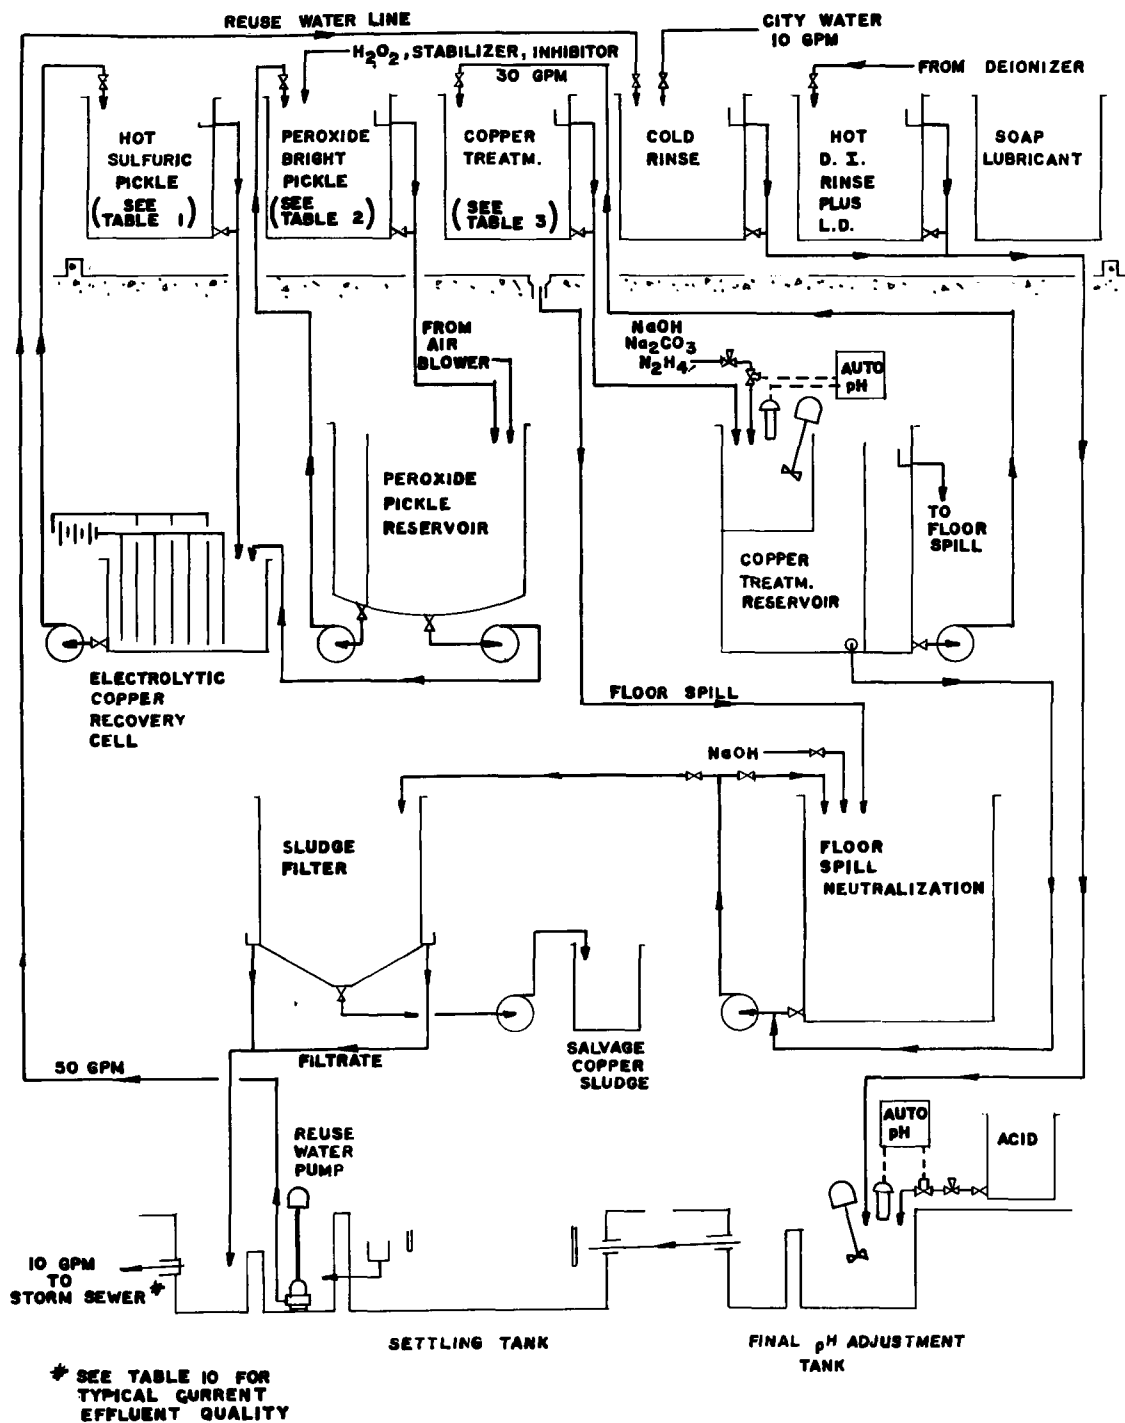 REUSE WATER LINE
CITY WATER
10 GPM
H2O2, STABILIZER, INHIBITOR
30 GPM
FROM DEIONIZER
HOT
SULFURIC
PICKLE
(SEE
TABLE 1)
PEROXIDE
BRIGHT
PICKLE
(SEE
TABLE 2)
COPPER
TREATM.
(SEE
TABLE 3)
COLD
RINSE
HOT
D. I.
RINSE
PLUS
L.D.
SOAP
LUBRICANT
FROM
AIR
BLOWER
NaOH
Na2CO3
N2H4
AUTO
pH
PEROXIDE
PICKLE
RESERVOIR
TO
FLOOR
SPILL
COPPER
TREATM.
RESERVOIR
ELECTROLYTIC
COPPER
RECOVERY
CELL
FLOOR SPILL
NaOH
SLUDGE
FILTER
FLOOR
SPILL
NEUTRALIZATION
FILTRATE
SALVAGE
COPPER
SLUDGE
50 GPM
REUSE
WATER
PUMP
AUTO
pH
ACID
10 GPM
TO
STORM SEWER*
SETTLING TANK
FINAL pH ADJUSTMENT
TANK
* SEE TABLE 10 FOR
TYPICAL CURRENT
EFFLUENT QUALITY